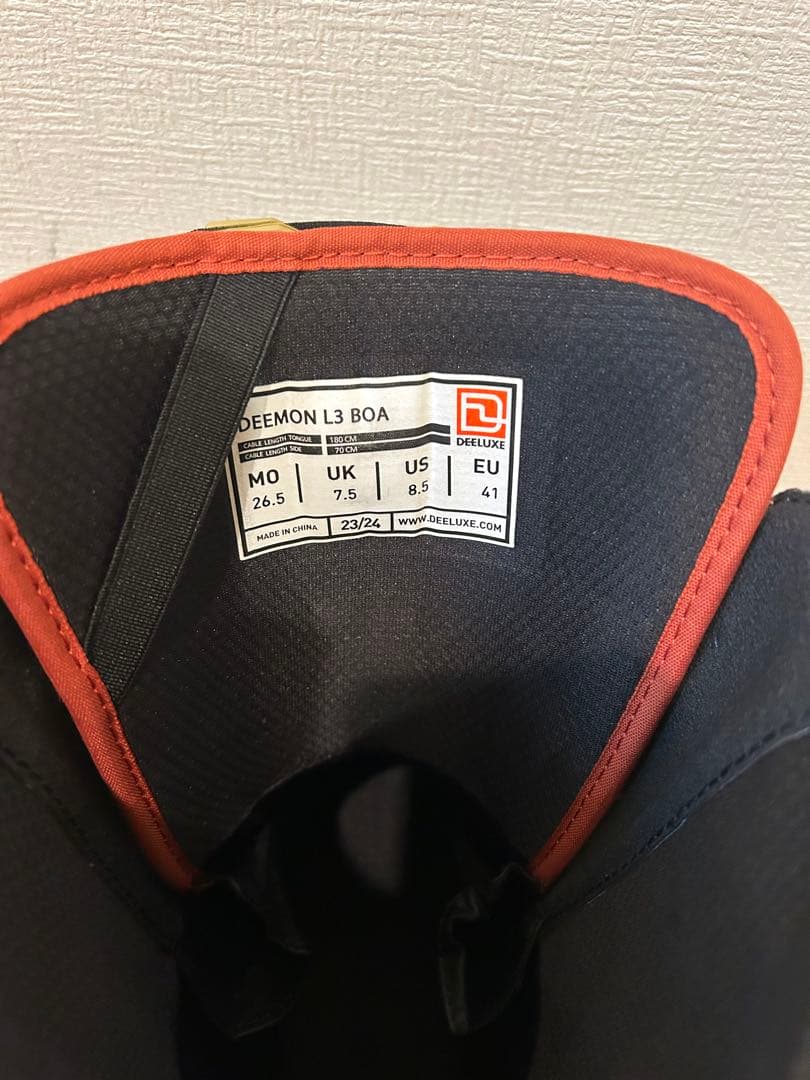 DEEMON L3 BOA
DEELUXE
CABLE LENGTH TONGUE 180 CM
CABLE LENGTH SIDE 70 CM
MO UK US EU
26.5 7.5 8.5 41
MADE IN CHINA 23/24 WWW.DEELUXE.COM